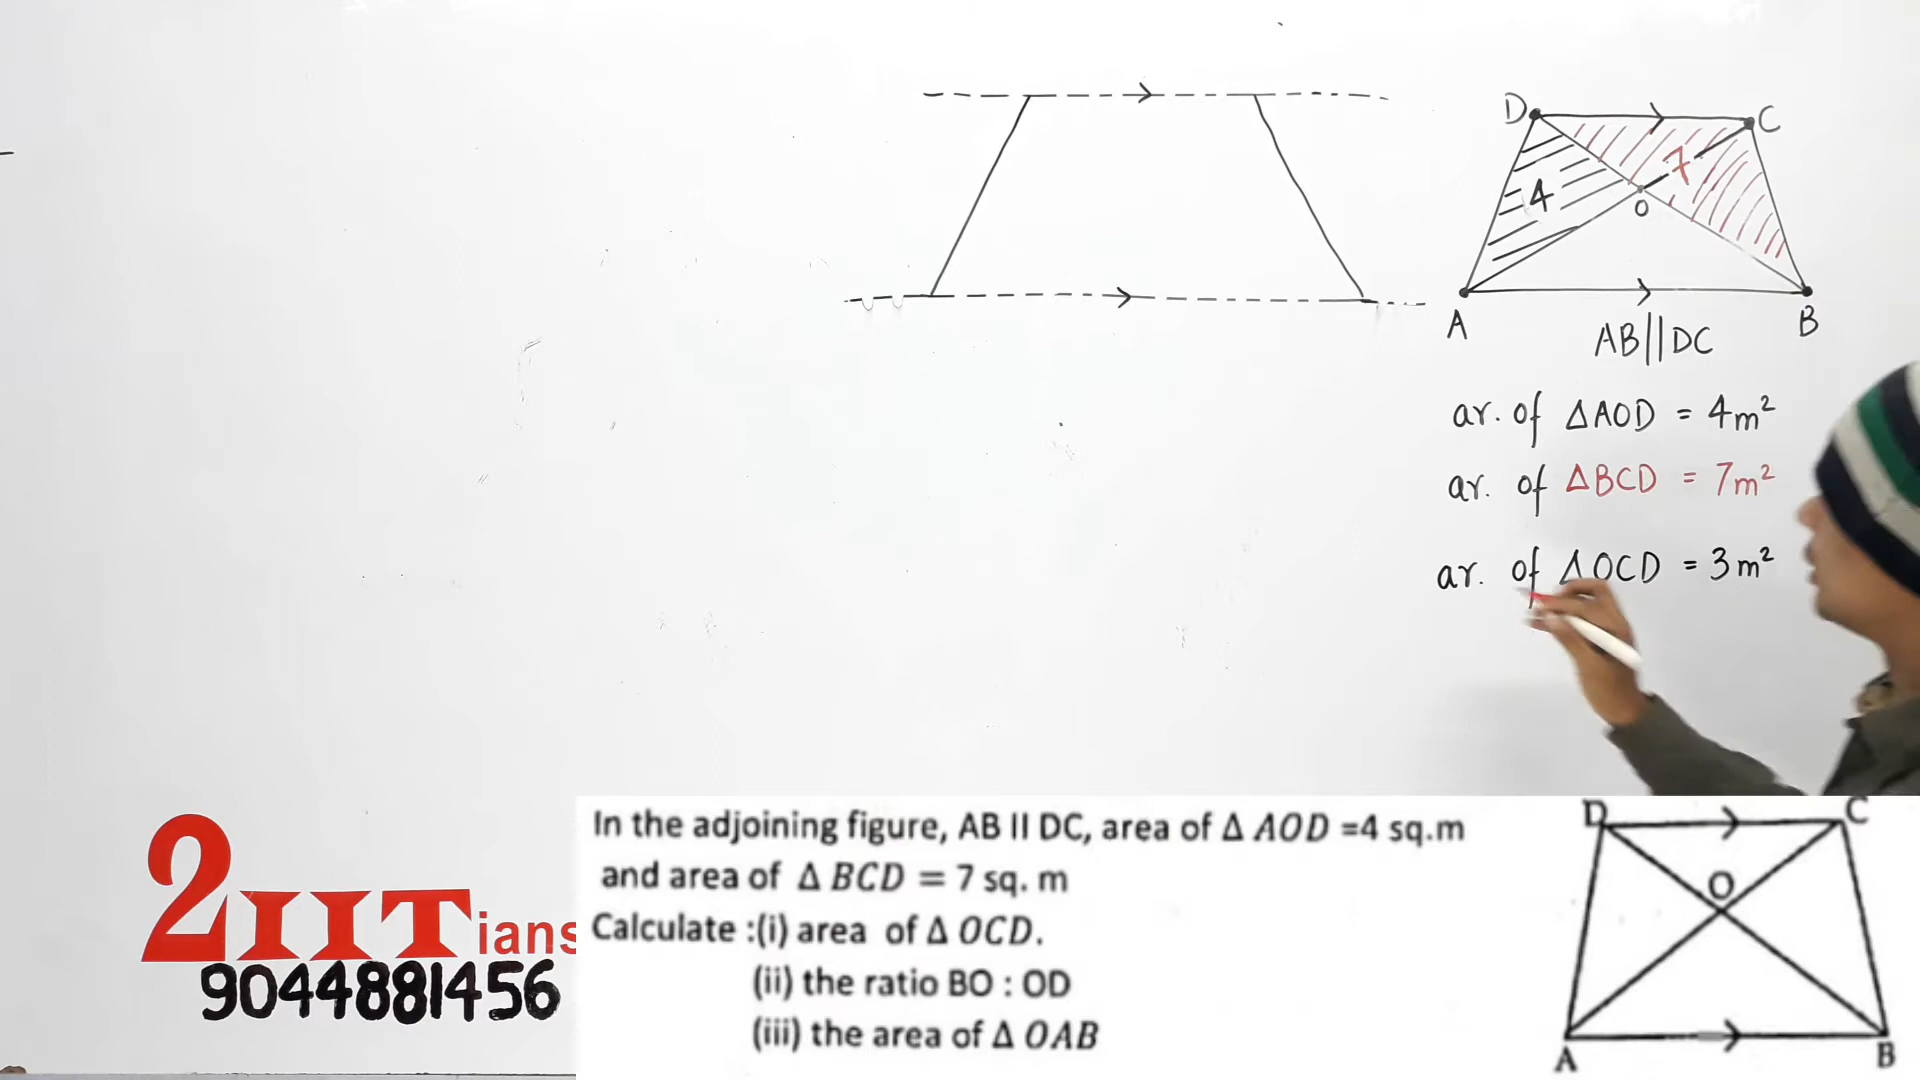 D
C
4
7
O
A
B
AB||DC
ar. of ΔAOD = 4m²
ar. of ΔBCD = 7m²
ar. of ΔOCD = 3m²
2IITians
9044881456
In the adjoining figure, AB II DC, area of Δ AOD =4 sq.m
and area of Δ BCD = 7 sq. m
Calculate :(i) area of Δ OCD.
(ii) the ratio BO : OD
(iii) the area of Δ OAB
D
C
O
A
B